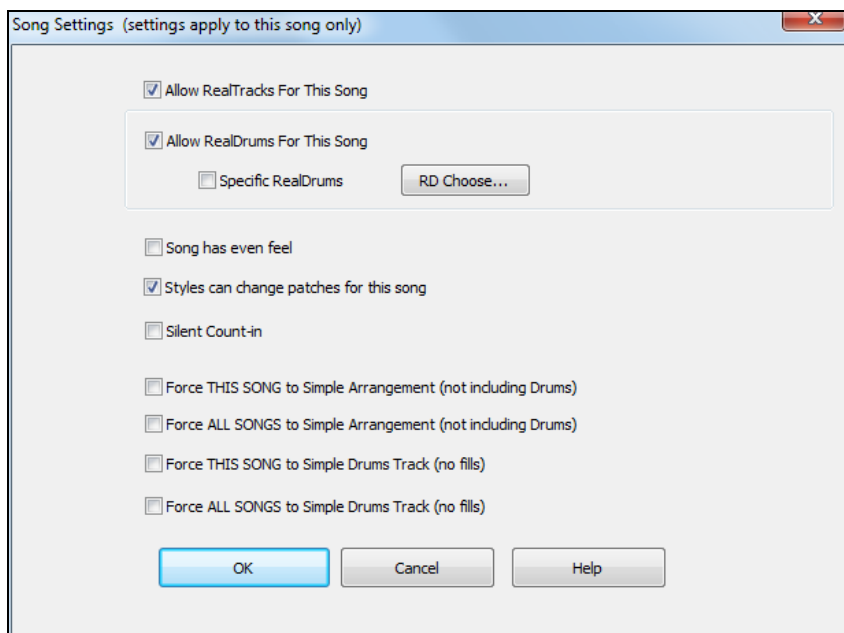 Song Settings (settings apply to this song only)
Allow RealTracks For This Song
Allow RealDrums For This Song
Specific RealDrums
RD Choose...
Song has even feel
Styles can change patches for this song
Silent Count-in
Force THIS SONG to Simple Arrangement (not including Drums)
Force ALL SONGS to Simple Arrangement (not including Drums)
Force THIS SONG to Simple Drums Track (no fills)
Force ALL SONGS to Simple Drums Track (no fills)
OK
Cancel
Help